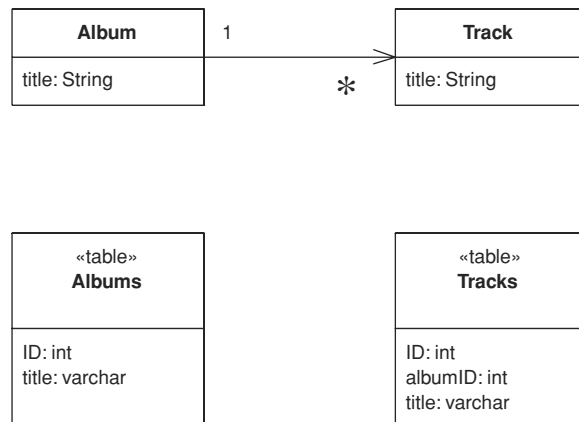 Album
1
Track
title: String
*
title: String
«table»
Albums
«table»
Tracks
ID: int
title: varchar
ID: int
albumID: int
title: varchar